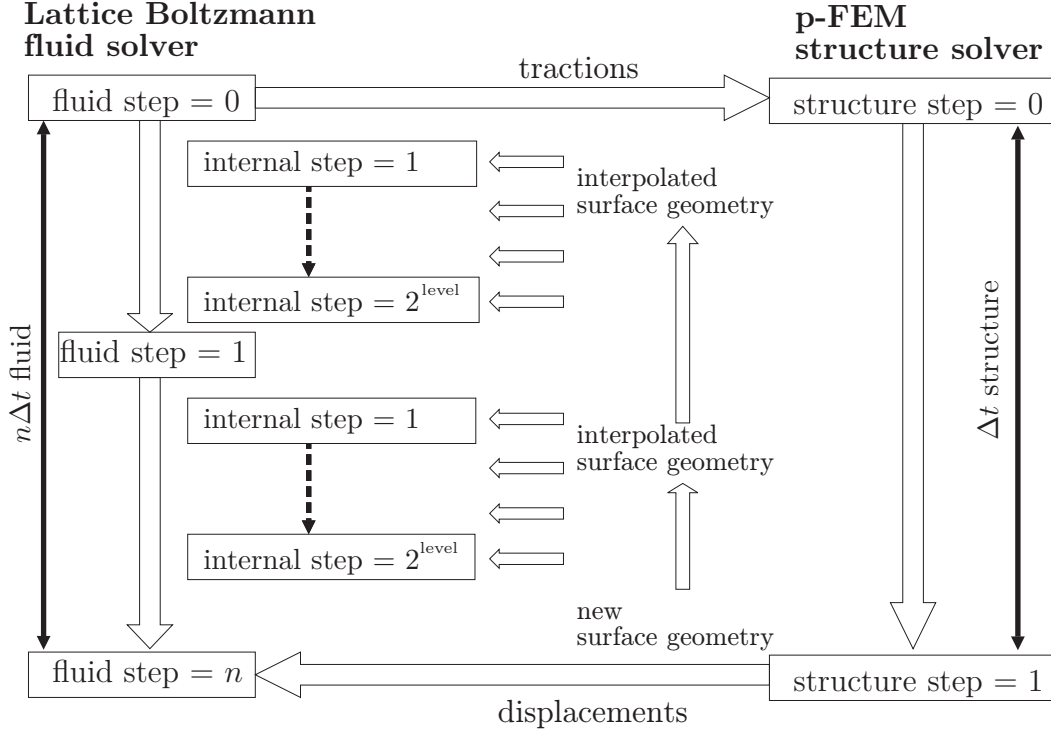 Lattice Boltzmann
fluid solver
p-FEM
structure solver
tractions
fluid step = 0
structure step = 0
internal step = 1
interpolated
surface geometry
internal step = 2^level
fluid step = 1
nΔt fluid
Δt structure
internal step = 1
interpolated
surface geometry
internal step = 2^level
new
surface geometry
fluid step = n
structure step = 1
displacements